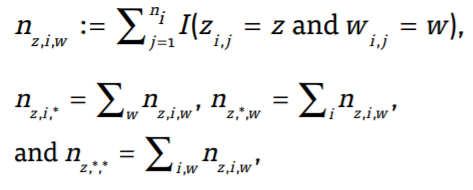 n_{z,i,w} := ∑_{j=1}^{n_i} I(z_{i,j} = z and w_{i,j} = w),
n_{z,i,*} = ∑_w n_{z,i,w}, n_{z,*,w} = ∑_i n_{z,i,w},
and n_{z,*,*} = ∑_{i,w} n_{z,i,w},